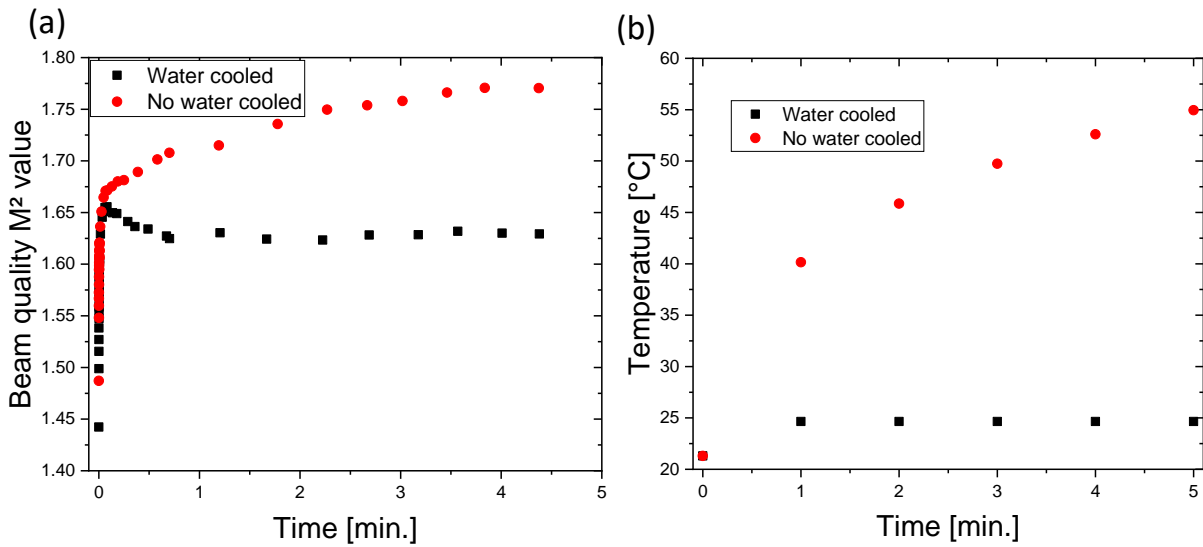 (a)
Beam quality M² value
1.80
1.75
1.70
1.65
1.60
1.55
1.50
1.45
1.40
Water cooled
No water cooled
0 1 2 3 4 5
Time [min.]
(b)
Temperature [°C]
60
55
50
45
40
35
30
25
20
Water cooled
No water cooled
0 1 2 3 4 5
Time [min.]